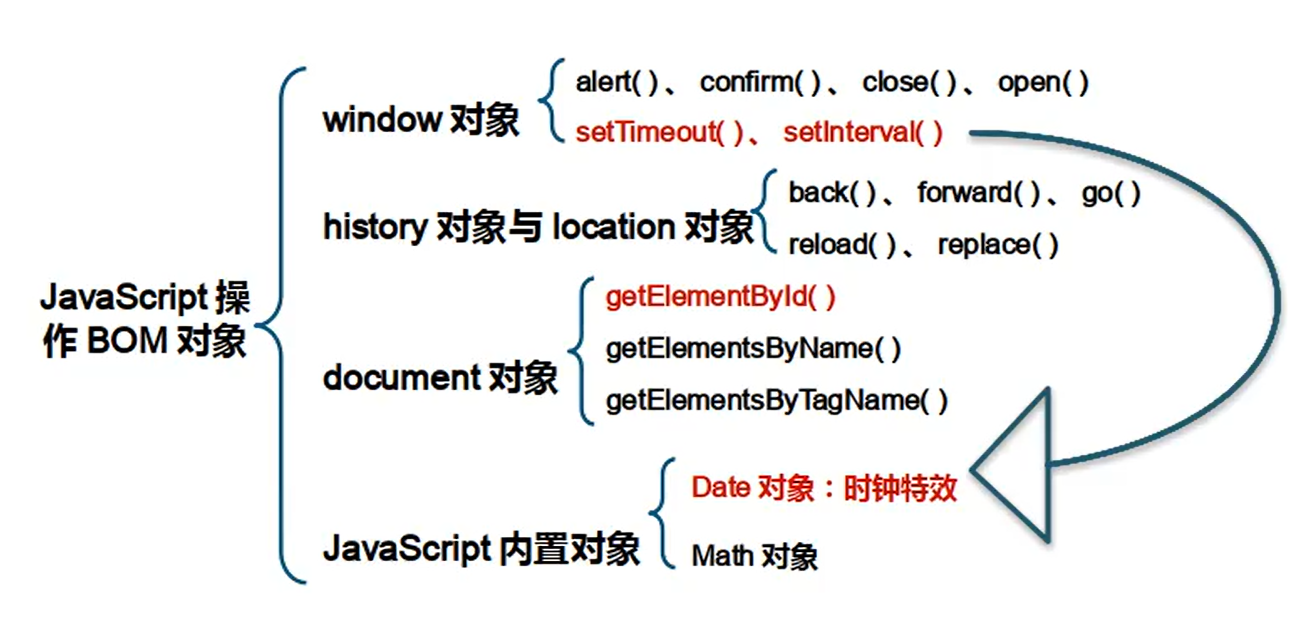 JavaScript 操
作 BOM 对象
window 对象
alert( )、 confirm( )、 close( )、 open( )
setTimeout( )、 setInterval( )
history 对象与 location 对象
back( )、 forward( )、 go( )
reload( )、 replace( )
document 对象
getElementById( )
getElementsByName( )
getElementsByTagName( )
JavaScript 内置对象
Date 对象：时钟特效
Math 对象